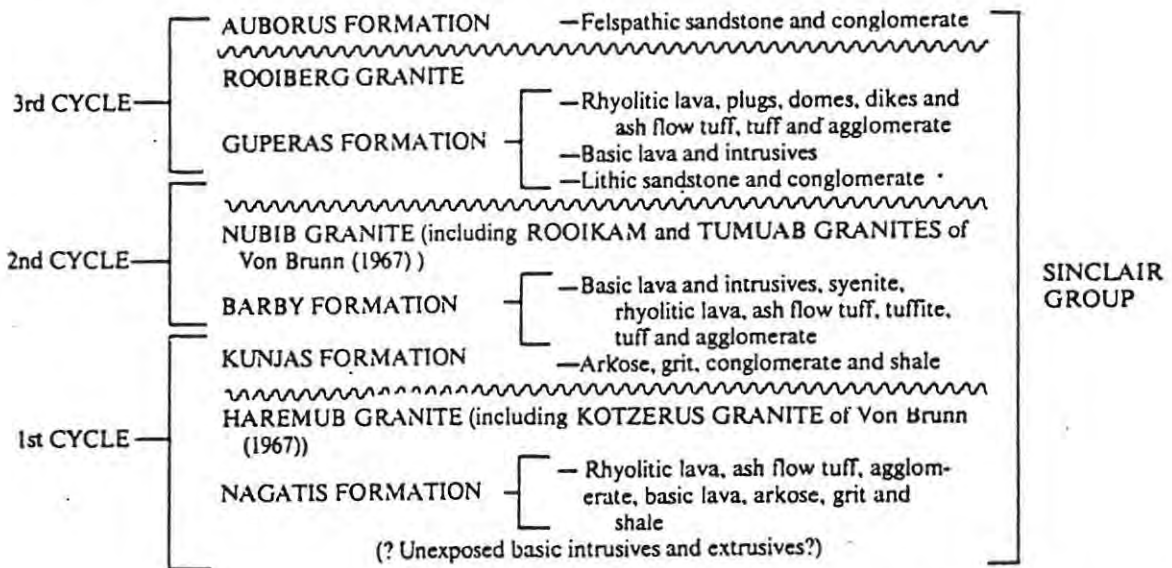 AUBORUS FORMATION —Felspathic sandstone and conglomerate
ROOIBERG GRANITE
3rd CYCLE
—Rhyolitic lava, plugs, domes, dikes and
ash flow tuff, tuff and agglomerate
GUPERAS FORMATION
—Basic lava and intrusives
—Lithic sandstone and conglomerate
NUBIB GRANITE (including ROOIKAM and TUMUAB GRANITES of
Von Brunn (1967))
2nd CYCLE
—Basic lava and intrusives, syenite,
rhyolitic lava, ash flow tuff, tuffite,
tuff and agglomerate
BARBY FORMATION
SINCLAIR
GROUP
KUNJAS FORMATION —Arkose, grit, conglomerate and shale
HAREMUB GRANITE (including KOTZERUS GRANITE of Von Brunn
(1967))
1st CYCLE
— Rhyolitic lava, ash flow tuff, agglom-
erate, basic lava, arkose, grit and
shale
NAGATIS FORMATION
(? Unexposed basic intrusives and extrusives?)